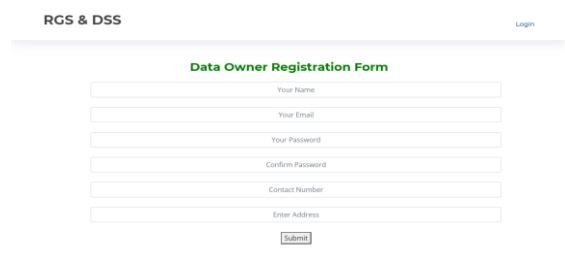 RGS & DSS
Login
Data Owner Registration Form
Your Name
Your Email
Your Password
Confirm Password
Contact Number
Enter Address
Submit